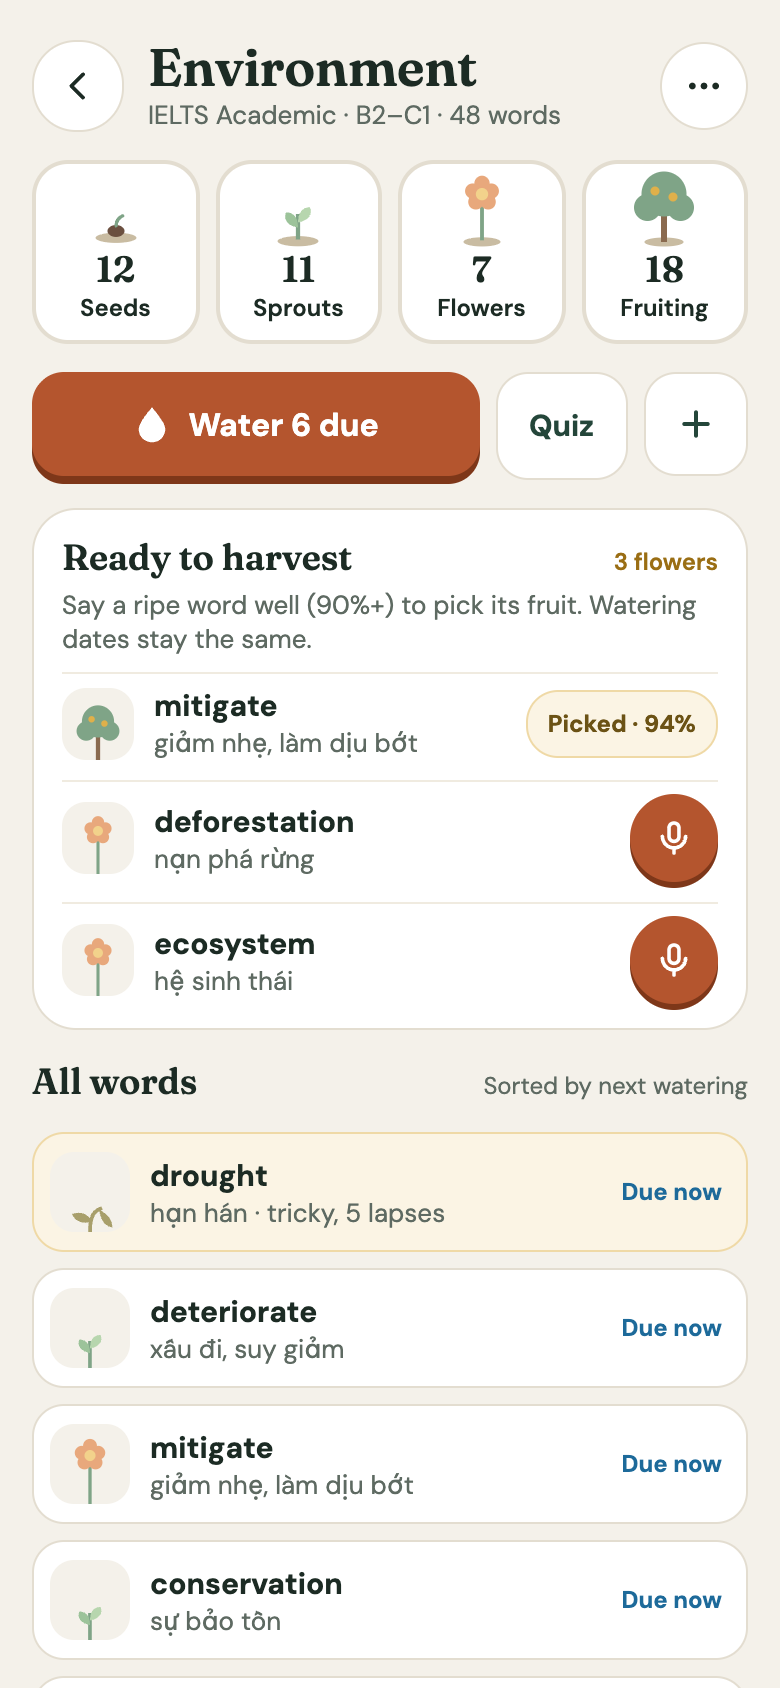 Environment
IELTS Academic · B2–C1 · 48 words
12
Seeds
11
Sprouts
7
Flowers
18
Fruiting
Water 6 due
Quiz
Ready to harvest
3 flowers
Say a ripe word well (90%+) to pick its fruit. Watering
dates stay the same.
mitigate
giảm nhẹ, làm dịu bớt
Picked · 94%
deforestation
nạn phá rừng
ecosystem
hệ sinh thái
All words
Sorted by next watering
drought
hạn hán · tricky, 5 lapses
Due now
deteriorate
xấu đi, suy giảm
Due now
mitigate
giảm nhẹ, làm dịu bớt
Due now
conservation
sự bảo tồn
Due now